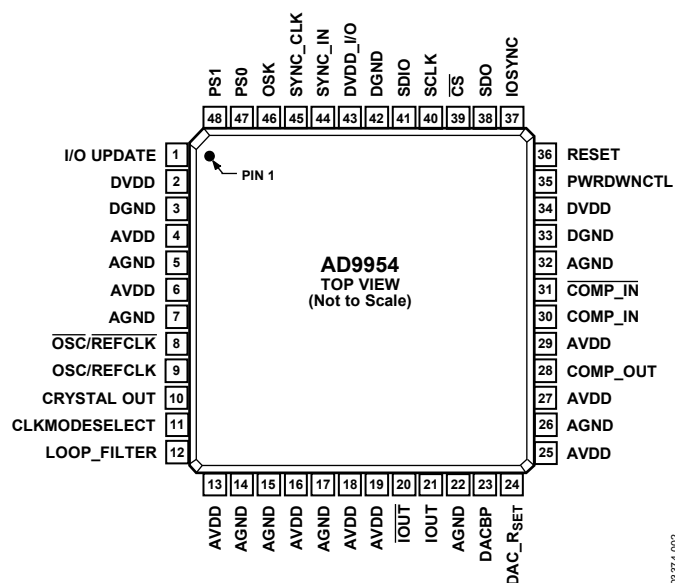 PS1
PS0
OSK
SYNC_CLK
SYNC_IN
DVDD_I/O
DGND
SDIO
SCLK
CS
SDO
IOSYNC
48 47 46 45 44 43 42 41 40 39 38 37
I/O UPDATE 1
DVDD 2
DGND 3
AVDD 4
AGND 5
AVDD 6
AGND 7
OSC/REFCLK 8
OSC/REFCLK 9
CRYSTAL OUT 10
CLKMODESELECT 11
LOOP_FILTER 12
PIN 1
AD9954
TOP VIEW
(Not to Scale)
36 RESET
35 PWRDWNCTL
34 DVDD
33 DGND
32 AGND
31 COMP_IN
30 COMP_IN
29 AVDD
28 COMP_OUT
27 AVDD
26 AGND
25 AVDD
13 14 15 16 17 18 19 20 21 22 23 24
AVDD
AGND
AGND
AVDD
AGND
AVDD
AVDD
IOUT
IOUT
AGND
DACBP
DAC_RSET